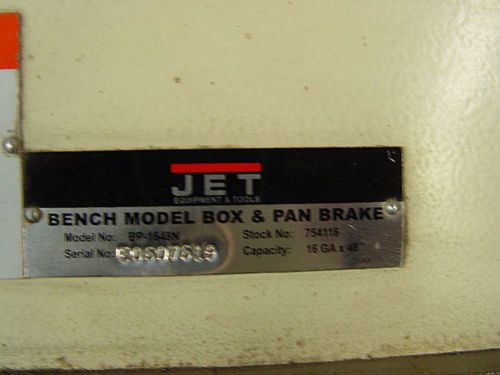 JET
EQUIPMENT & TOOLS
BENCH MODEL BOX & PAN BRAKE
Model No: BP-1648N Stock No: 754116
Serial No: Capacity: 16 GA x 48"